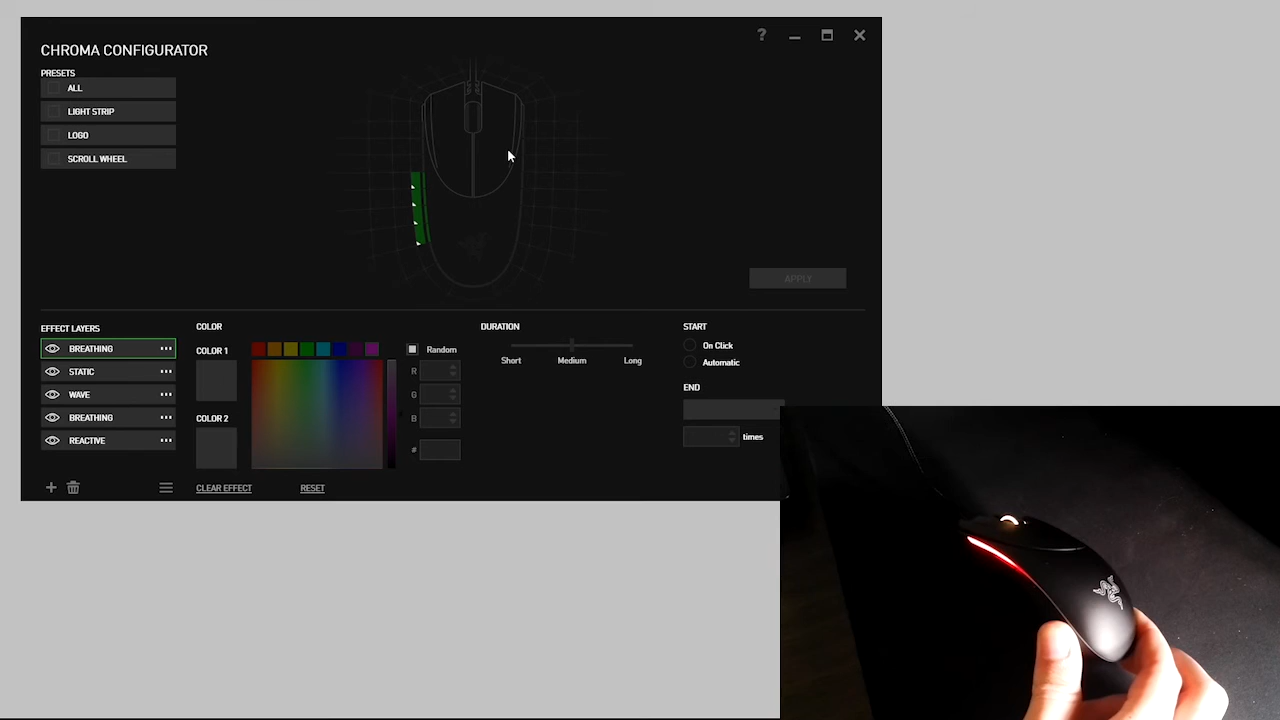 ?
CHROMA CONFIGURATOR
PRESETS
ALL
LIGHT STRIP
LOGO
SCROLL WHEEL
APPLY
EFFECT LAYERS
BREATHING
STATIC
WAVE
BREATHING
REACTIVE
COLOR
COLOR 1
COLOR 2
Random
R
G
B
#
CLEAR EFFECT
RESET
DURATION
Short Medium Long
START
On Click
Automatic
END
times